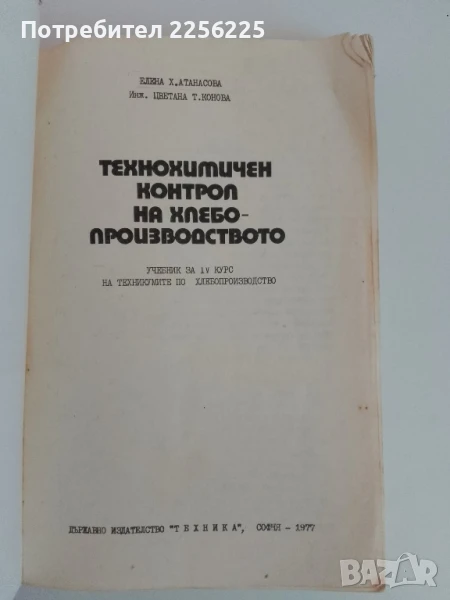 Потребител 2256225
ЕЛЕНА Х.АТАНАСОВА
Инж. ЦВЕТАНА Т.КОНОВА
ТЕХНОХИМИЧЕН
КОНТРОЛ
НА ХЛЕБО-
ПРОИЗВОДСТВОТО
УЧЕБНИК ЗА IV КУРС
НА ТЕХНИКУМИТЕ ПО ХЛЕБОПРОИЗВОДСТВО
ДЪРЖАВНО ИЗДАТЕЛСТВО "ТЕХНИКА", СОФИЯ - 1977
BAZAR